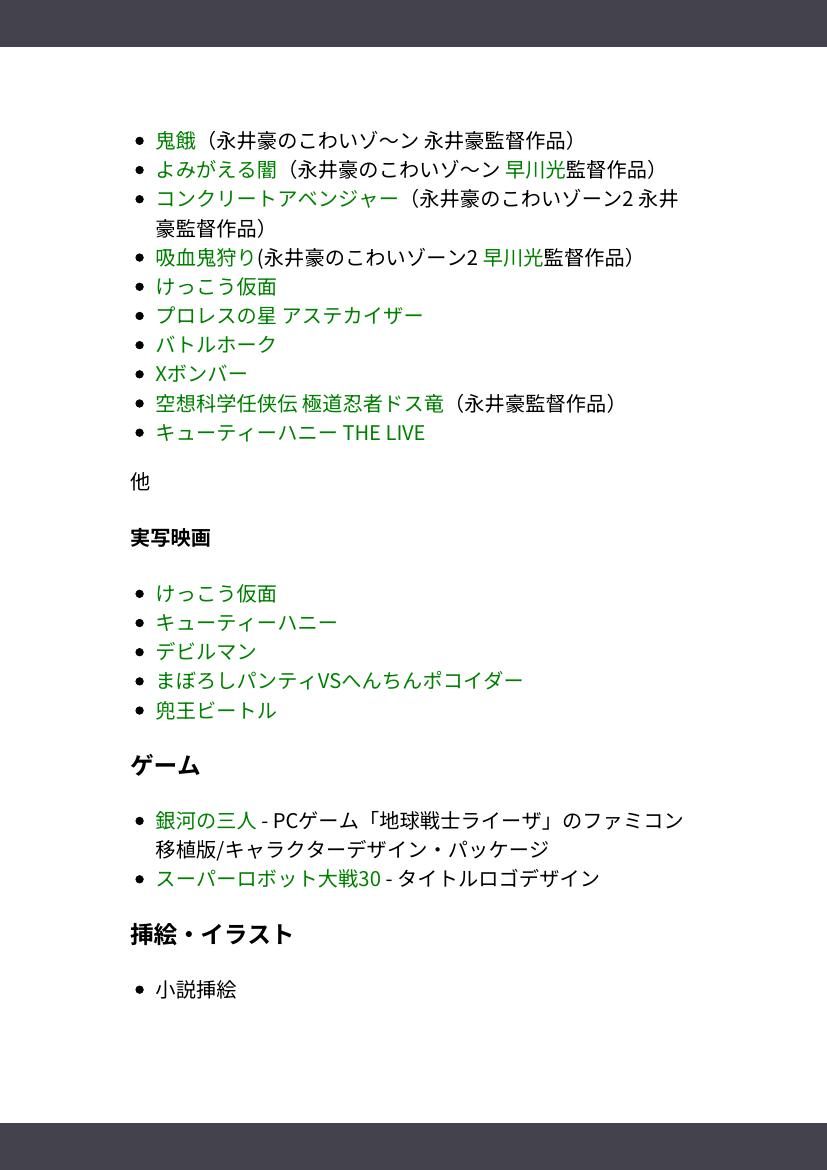 鬼餓（永井豪のこわいゾ〜ン 永井豪監督作品）
よみがえる闇（永井豪のこわいゾ〜ン 早川光監督作品）
コンクリートアベンジャー（永井豪のこわいゾーン2 永井
豪監督作品）
吸血鬼狩り(永井豪のこわいゾーン2 早川光監督作品）
けっこう仮面
プロレスの星 アステカイザー
バトルホーク
Xボンバー
空想科学任侠伝 極道忍者ドス竜（永井豪監督作品）
キューティーハニー THE LIVE
他
実写映画
けっこう仮面
キューティーハニー
デビルマン
まぼろしパンティVSへんちんポコイダー
兜王ビートル
ゲーム
銀河の三人 - PCゲーム「地球戦士ライーザ」のファミコン
移植版/キャラクターデザイン・パッケージ
スーパーロボット大戦30 - タイトルロゴデザイン
挿絵・イラスト
小説挿絵